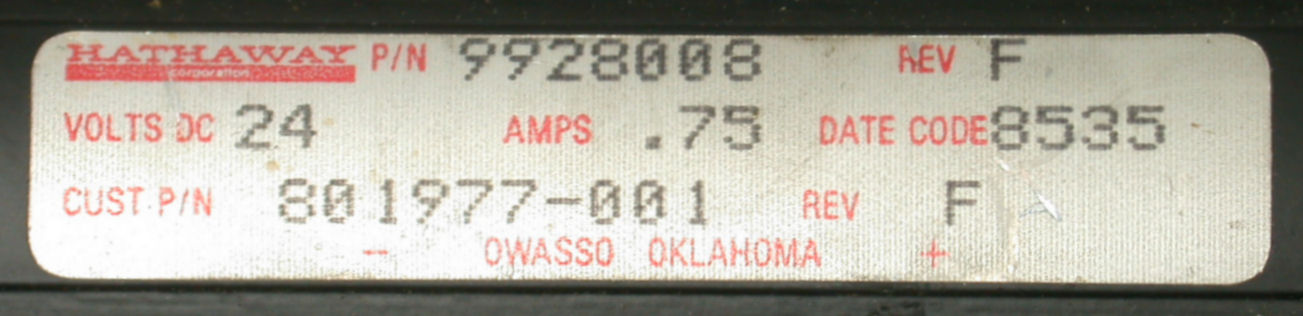 HATHAWAY corporation P/N 9928008 REV F
VOLTS DC 24 AMPS .75 DATE CODE 8535
CUST. P/N 801977-001 REV F
- OWASSO OKLAHOMA +